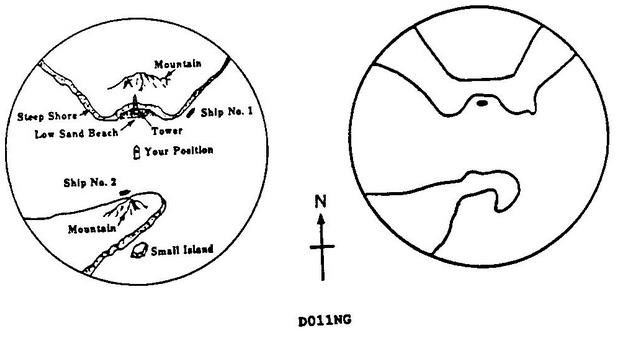 Mountain
Steep Shore
Ship No. 1
Low Sand Beach
Tower
Your Position
Ship No. 2
Mountain
Small Island
N
D011NG